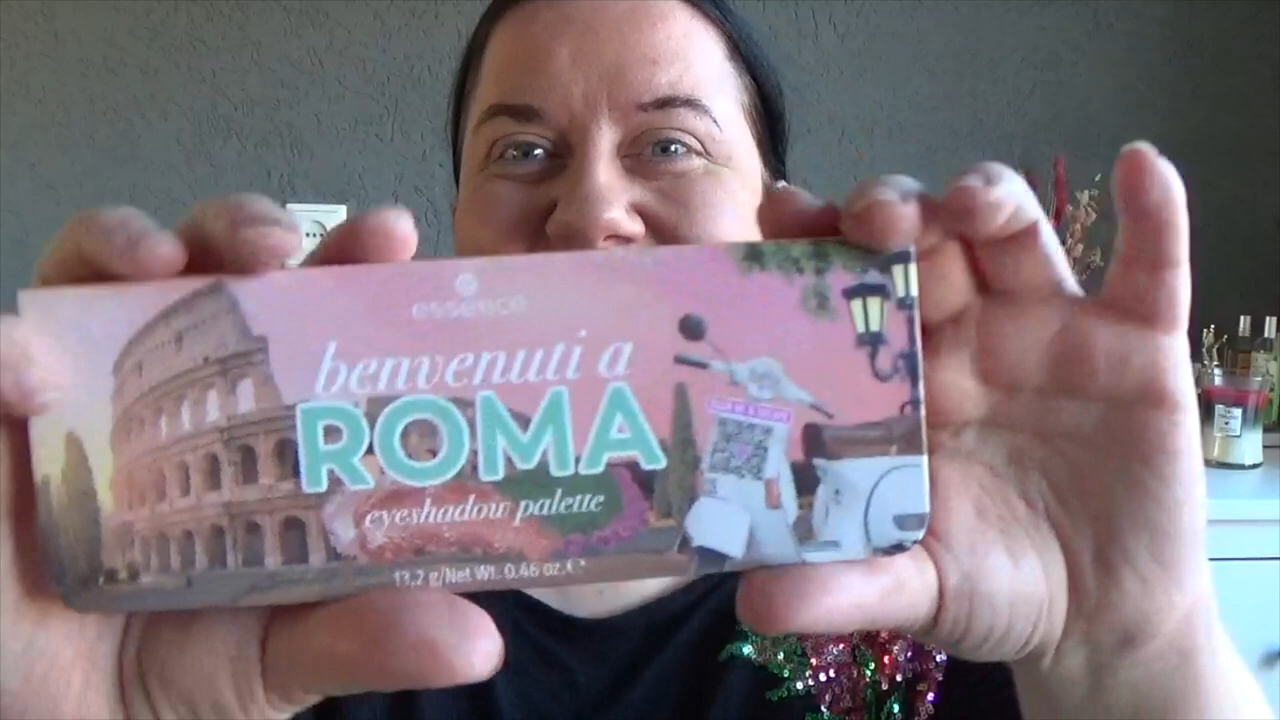 essence
benvenuti a
ROMA
eyeshadow palette
13,2 g/Net Wt. 0.46 oz. e